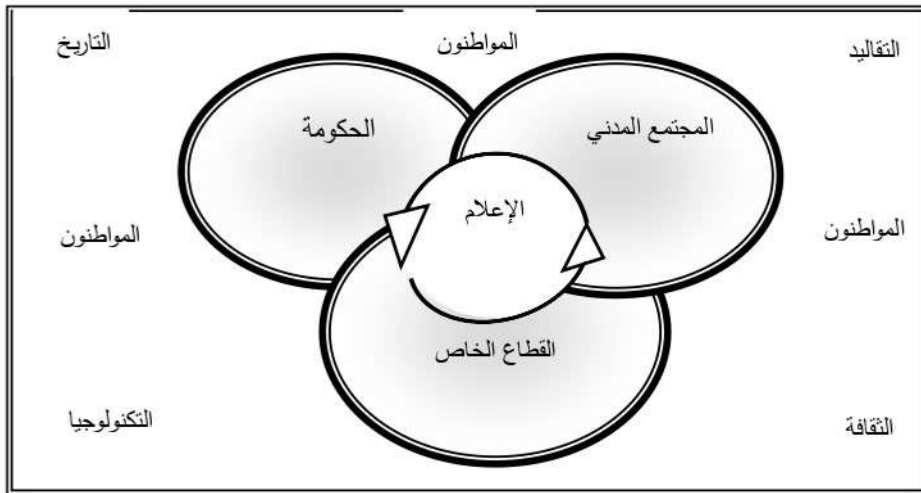 التقاليد
المواطنون
التاريخ
المجتمع المدني
الحكومة
الإعلام
المواطنون
المواطنون
القطاع الخاص
الثقافة
التكنولوجيا